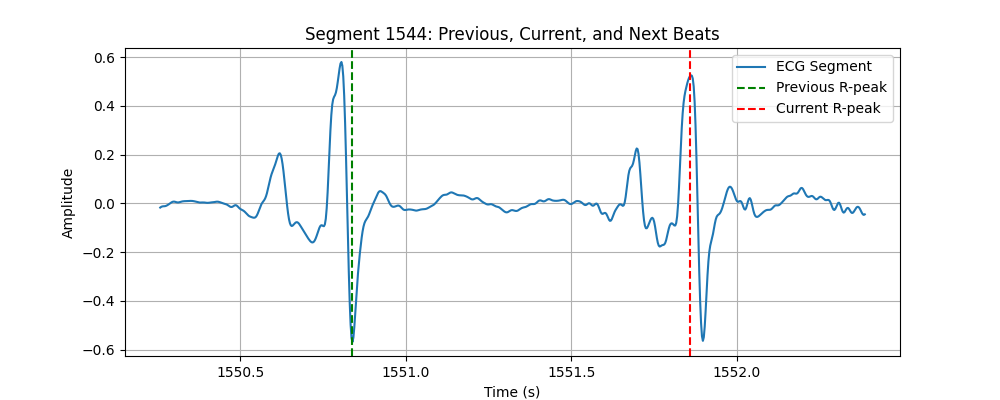 Segment 1544: Previous, Current, and Next Beats
ECG Segment
Previous R-peak
Current R-peak
Amplitude
0.6
0.4
0.2
0.0
−0.2
−0.4
−0.6
1550.5 1551.0 1551.5 1552.0
Time (s)